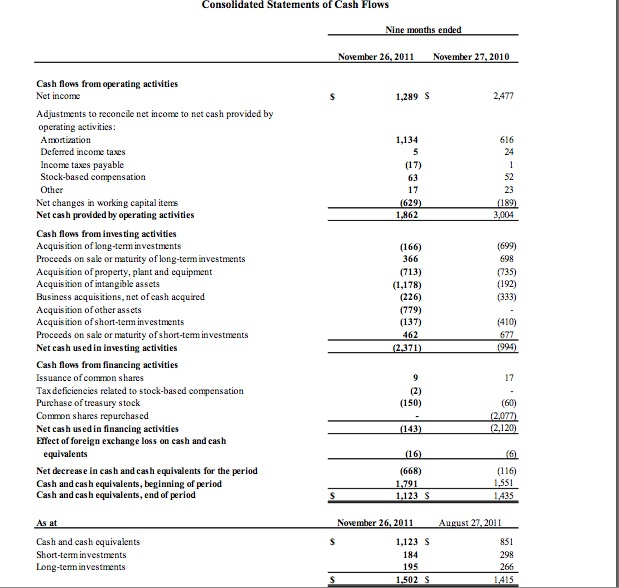 Consolidated Statements of Cash Flows
Nine months ended
November 26, 2011 November 27, 2010
Cash flows from operating activities
Net income $ 1,289 $ 2,477
Adjustments to reconcile net income to net cash provided by
operating activities:
Amortization 1,134 616
Deferred income taxes 5 24
Income taxes payable (17) 1
Stock-based compensation 63 52
Other 17 23
Net changes in working capital items (629) (189)
Net cash provided by operating activities 1,862 3,004
Cash flows from investing activities
Acquisition of long-term investments (166) (699)
Proceeds on sale or maturity of long-term investments 366 698
Acquisition of property, plant and equipment (713) (735)
Acquisition of intangible assets (1,178) (192)
Business acquisitions, net of cash acquired (226) (333)
Acquisition of other assets (779) -
Acquisition of short-term investments (137) (410)
Proceeds on sale or maturity of short-term investments 462 677
Net cash used in investing activities (2,371) (994)
Cash flows from financing activities
Issuance of common shares 9 17
Tax deficiencies related to stock-based compensation (2) -
Purchase of treasury stock (150) (60)
Common shares repurchased - (2,077)
Net cash used in financing activities (143) (2,120)
Effect of foreign exchange loss on cash and cash
equivalents (16) (6)
Net decrease in cash and cash equivalents for the period (668) (116)
Cash and cash equivalents, beginning of period 1,791 1,551
Cash and cash equivalents, end of period $ 1,123 $ 1,435
As at November 26, 2011 August 27, 2011
Cash and cash equivalents $ 1,123 $ 851
Short-term investments 184 298
Long-term investments 195 266
$ 1,502 $ 1,415